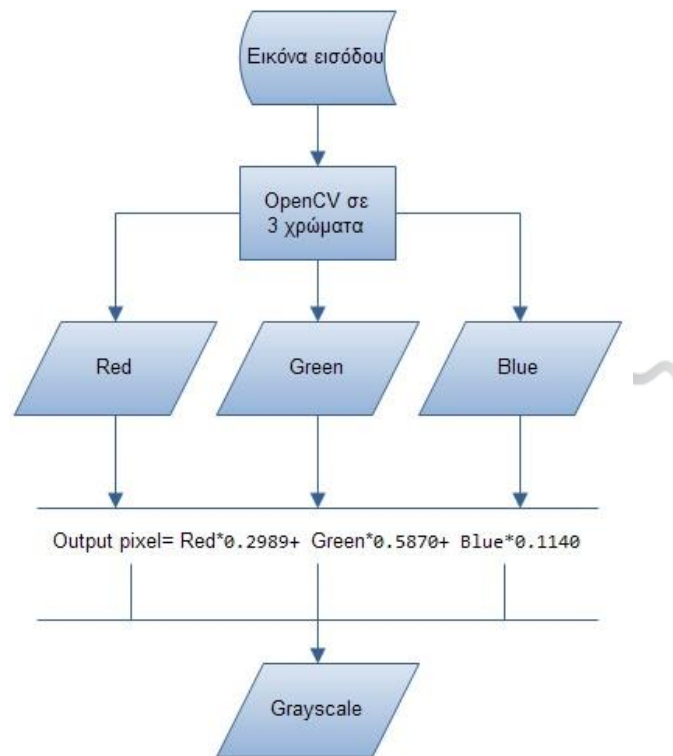 Εικόνα εισόδου
OpenCV σε
3 χρώματα
Red
Green
Blue
Output pixel= Red*0.2989+ Green*0.5870+ Blue*0.1140
Grayscale